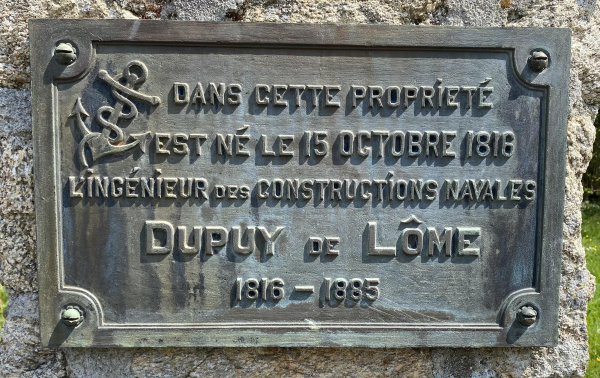 DANS CETTE PROPRIÉTÉ
EST NÉ LE 15 OCTOBRE 1816
L'INGÉNIEUR DES CONSTRUCTIONS NAVALES
DUPUY DE LÔME
1816 - 1885